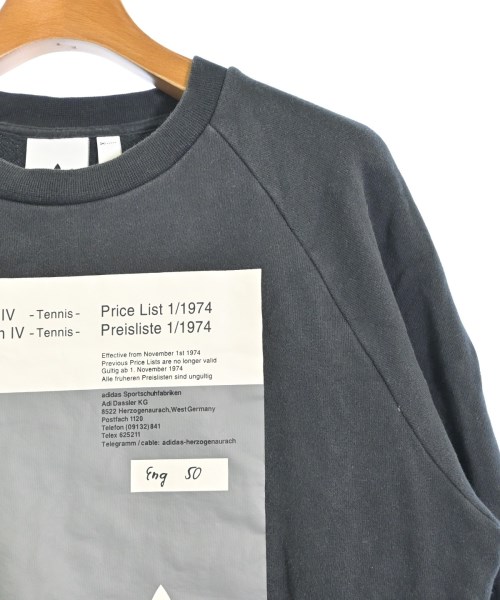 IV - Tennis - Price List 1/1974
n IV - Tennis - Preisliste 1/1974
Effective from November 1st 1974
Previous Price Lists are no longer valid
Gultig ab 1. November 1974
Alle fruheren Preislisten sind ungultig
adidas Sportschuhfabriken
Adi Dassler KG
8522 Herzogenaurach, West Germany
Postfach 1120
Telefon (09132) 841
Telex 625211
Telegramm / cable: adidas-herzogenaurach
Eng 50